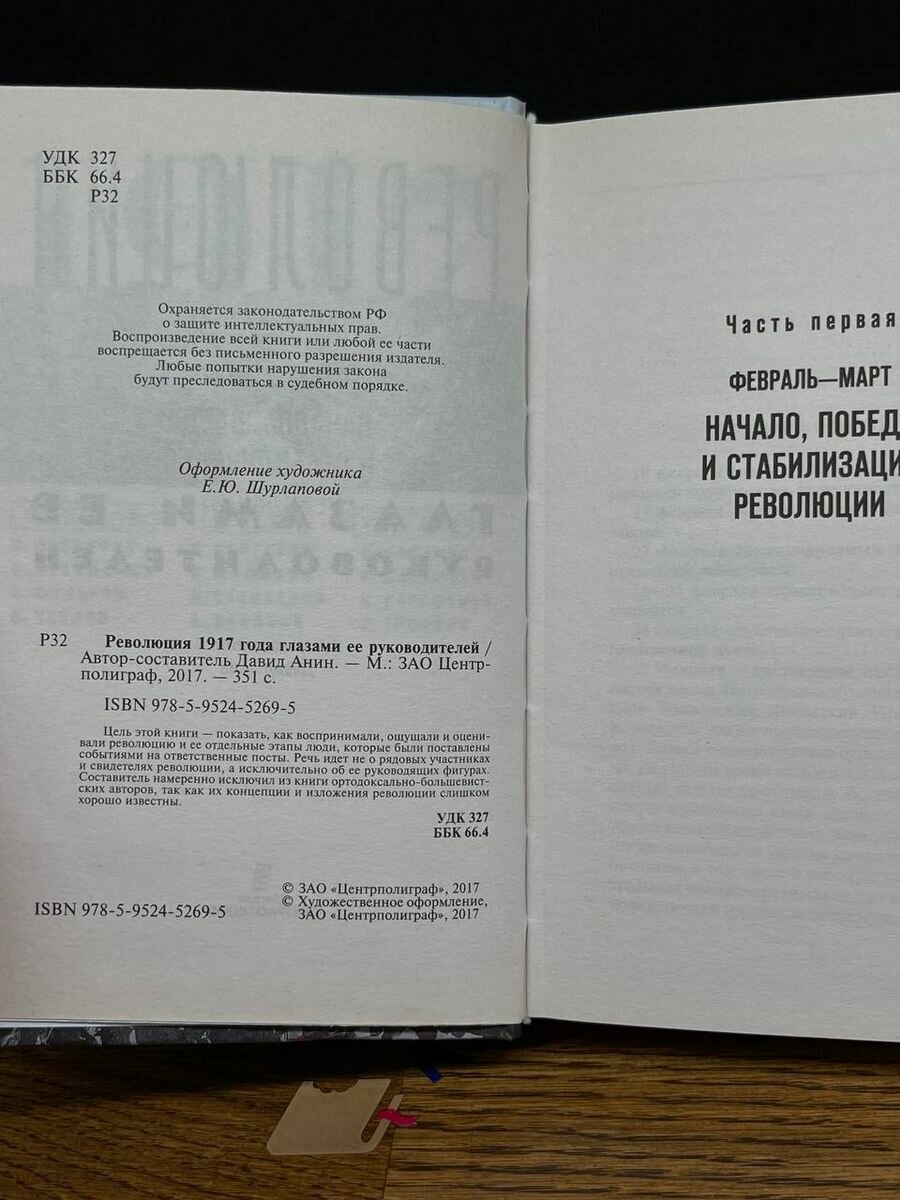 УДК 327
ББК 66.4
Р32
Охраняется законодательством РФ
о защите интеллектуальных прав.
Воспроизведение всей книги или любой ее части
воспрещается без письменного разрешения издателя.
Любые попытки нарушения закона
будут преследоваться в судебном порядке.
Оформление художника
Е.Ю. Шурлаповой
Р32 Революция 1917 года глазами ее руководителей /
Автор-составитель Давид Анин. — М.: ЗАО Центр-
полиграф, 2017. — 351 с.
ISBN 978-5-9524-5269-5
Цель этой книги — показать, как воспринимали, ощущали и оцени-
вали революцию и ее отдельные этапы люди, которые были поставлены
событиями на ответственные посты. Речь идет не о рядовых участниках
и свидетелях революции, а исключительно об ее руководящих фигурах.
Составитель намеренно исключил из книги ортодоксально-большевист-
ских авторов, так как их концепции и изложения революции слишком
хорошо известны.
УДК 327
ББК 66.4
© ЗАО «Центрполиграф», 2017
© Художественное оформление,
ЗАО «Центрполиграф», 2017
ISBN 978-5-9524-5269-5
Часть первая
ФЕВРАЛЬ—МАРТ
НАЧАЛО, ПОБЕД
И СТАБИЛИЗАЦИ
РЕВОЛЮЦИИ